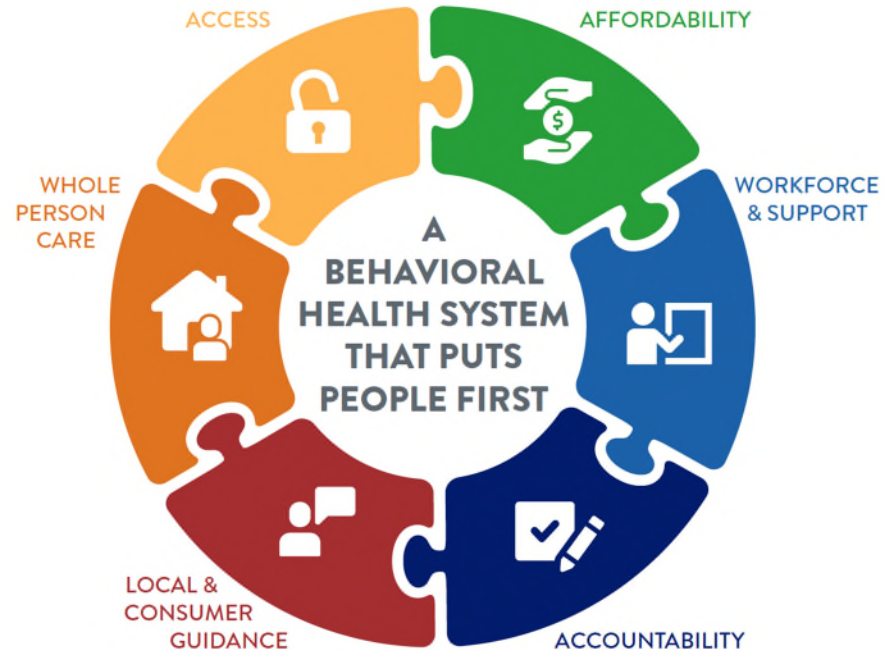 ACCESS
AFFORDABILITY
WHOLE
PERSON
CARE
WORKFORCE
& SUPPORT
$
A
BEHAVIORAL
HEALTH SYSTEM
THAT PUTS
PEOPLE FIRST
LOCAL &
CONSUMER
GUIDANCE
ACCOUNTABILITY